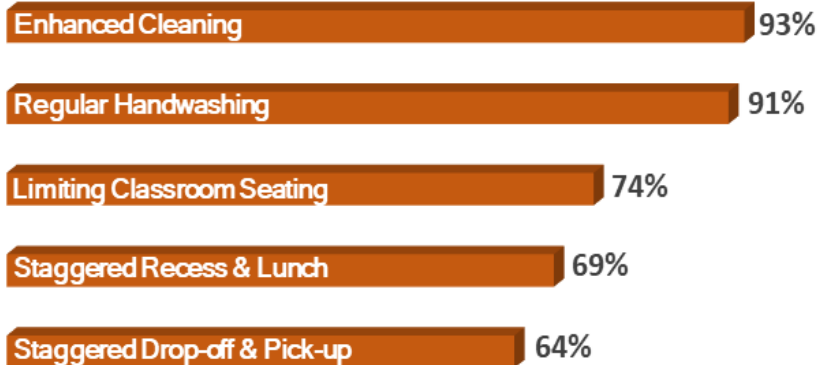 Enhanced Cleaning 93%
Regular Handwashing 91%
Limiting Classroom Seating 74%
Staggered Recess & Lunch 69%
Staggered Drop-off & Pick-up 64%